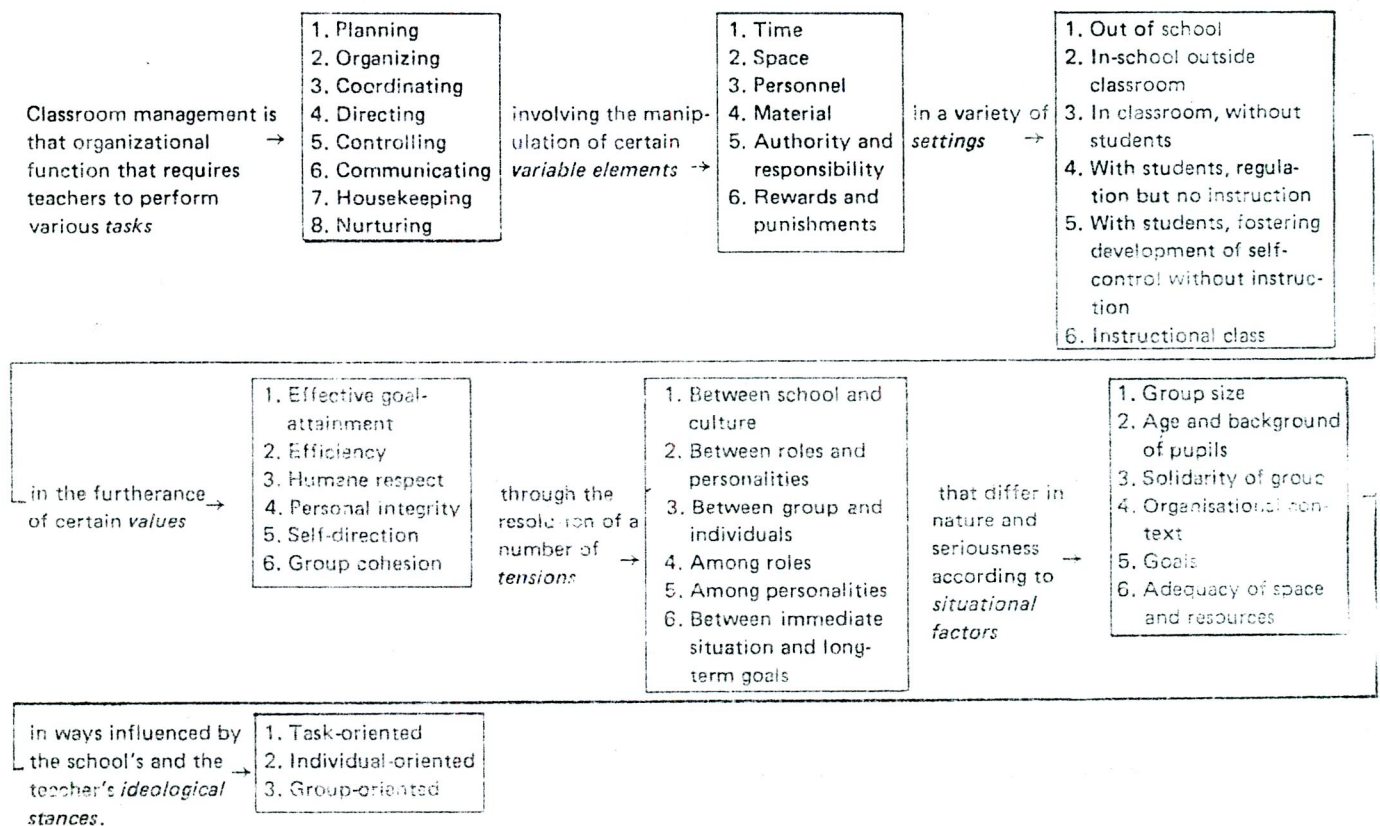 Classroom management is
that organizational
function that requires
teachers to perform
various tasks
→
1. Planning
2. Organizing
3. Coordinating
4. Directing
5. Controlling
6. Communicating
7. Housekeeping
8. Nurturing
involving the manip-
ulation of certain
variable elements →
1. Time
2. Space
3. Personnel
4. Material
5. Authority and
responsibility
6. Rewards and
punishments
in a variety of
settings →
1. Out of school
2. In-school outside
classroom
3. In classroom, without
students
4. With students, regula-
tion but no instruction
5. With students, fostering
development of self-
control without instruc-
tion
6. Instructional class
in the furtherance
of certain values →
1. Effective goal-
attainment
2. Efficiency
3. Humane respect
4. Personal integrity
5. Self-direction
6. Group cohesion
through the
resolution of a
number of
tensions →
1. Between school and
culture
2. Between roles and
personalities
3. Between group and
individuals
4. Among roles
5. Among personalities
6. Between immediate
situation and long-
term goals
that differ in
nature and
seriousness →
according to
situational
factors
1. Group size
2. Age and background
of pupils
3. Solidarity of group
4. Organisational con-
text
5. Goals
6. Adequacy of space
and resources
in ways influenced by
the school's and the
teacher's ideological →
stances.
1. Task-oriented
2. Individual-oriented
3. Group-oriented